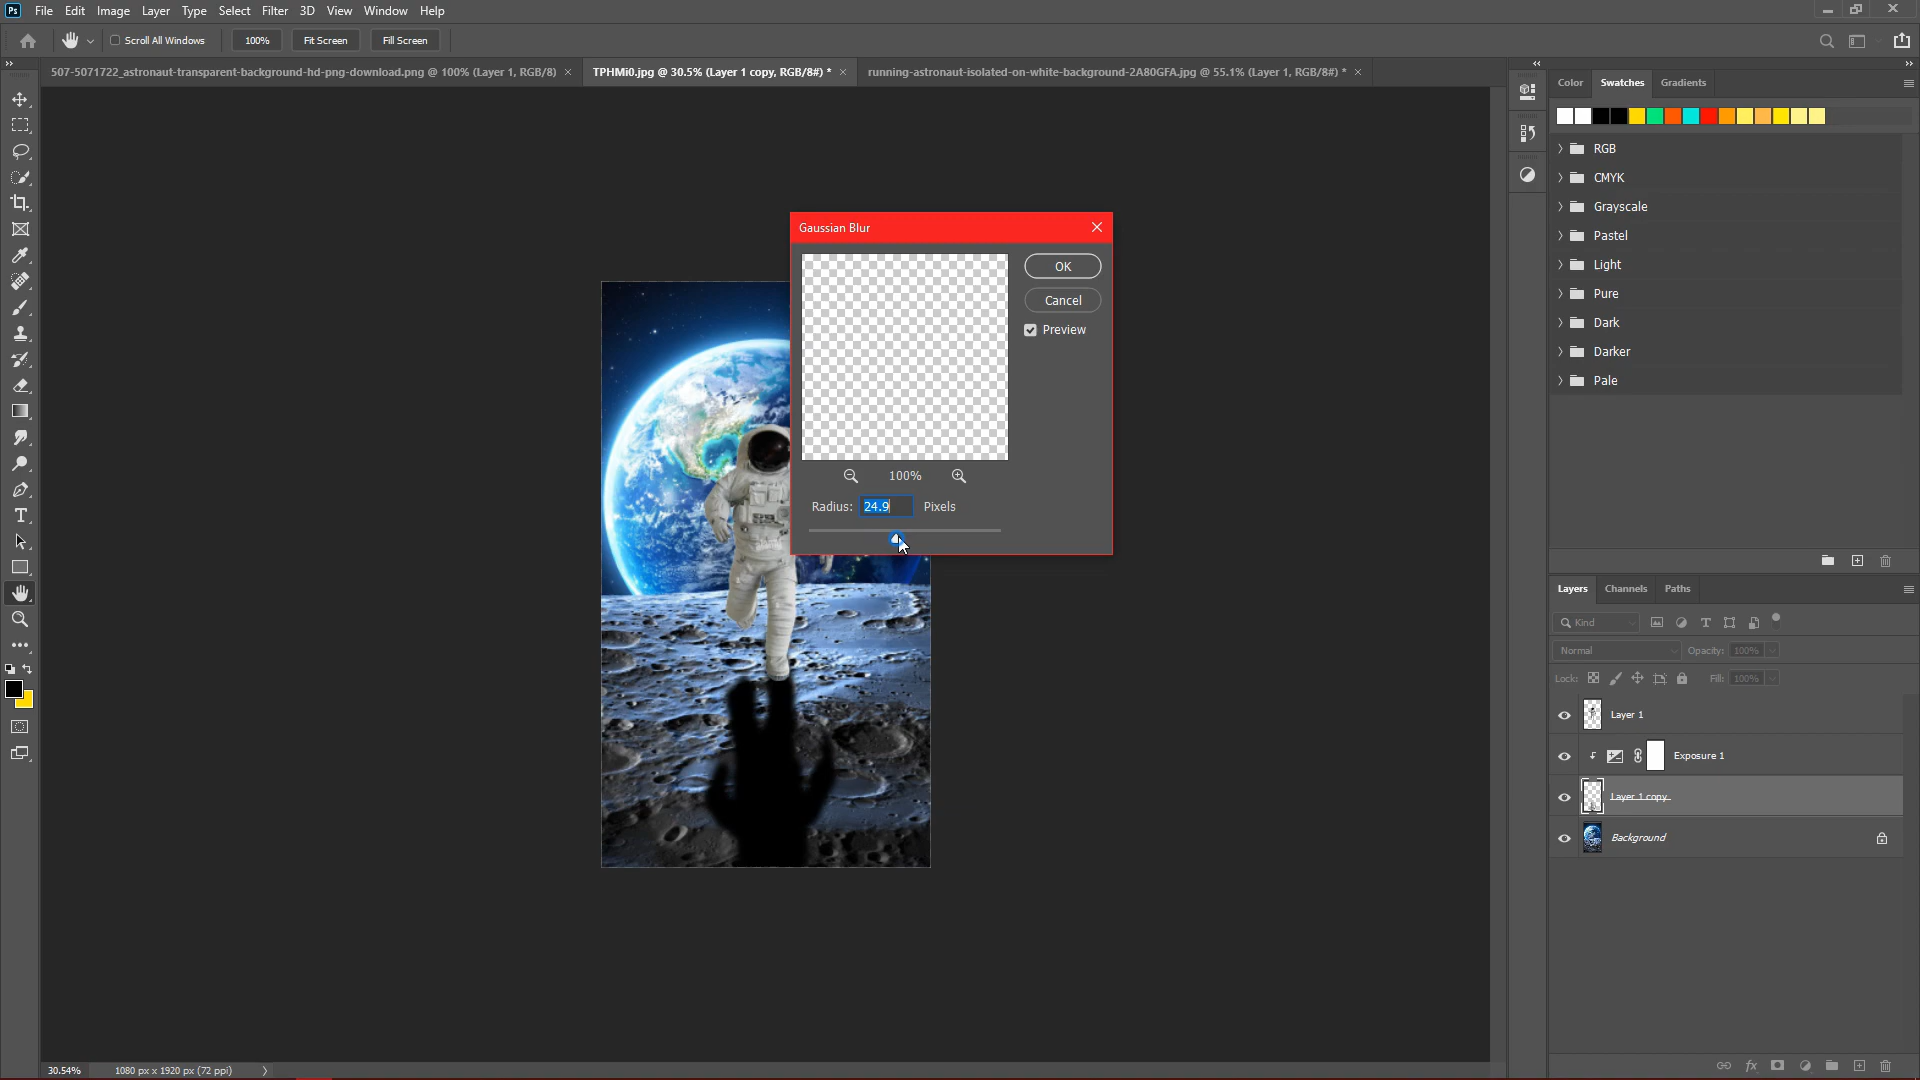 Ps File Edit Image Layer Type Select Filter 3D View Window Help
Scroll All Windows 100% Fit Screen Fill Screen
507-5071722_astronaut-transparent-background-hd-png-download.png @ 100% (Layer 1, RGB/8) TPHMi0.jpg @ 30.5% (Layer 1 copy, RGB/8#) * running-astronaut-isolated-on-white-background-2A80GFA.jpg @ 55.1% (Layer 1, RGB/8#) *
Color Swatches Gradients
RGB
CMYK
Grayscale
Pastel
Light
Pure
Dark
Darker
Pale
Gaussian Blur
OK
Cancel
Preview
100%
Radius: 24.9 Pixels
Layers Channels Paths
Kind
Normal Opacity: 100%
Lock: Fill: 100%
Layer 1
Exposure 1
Layer 1 copy
Background
30.54% 1080 px x 1920 px (72 ppi)